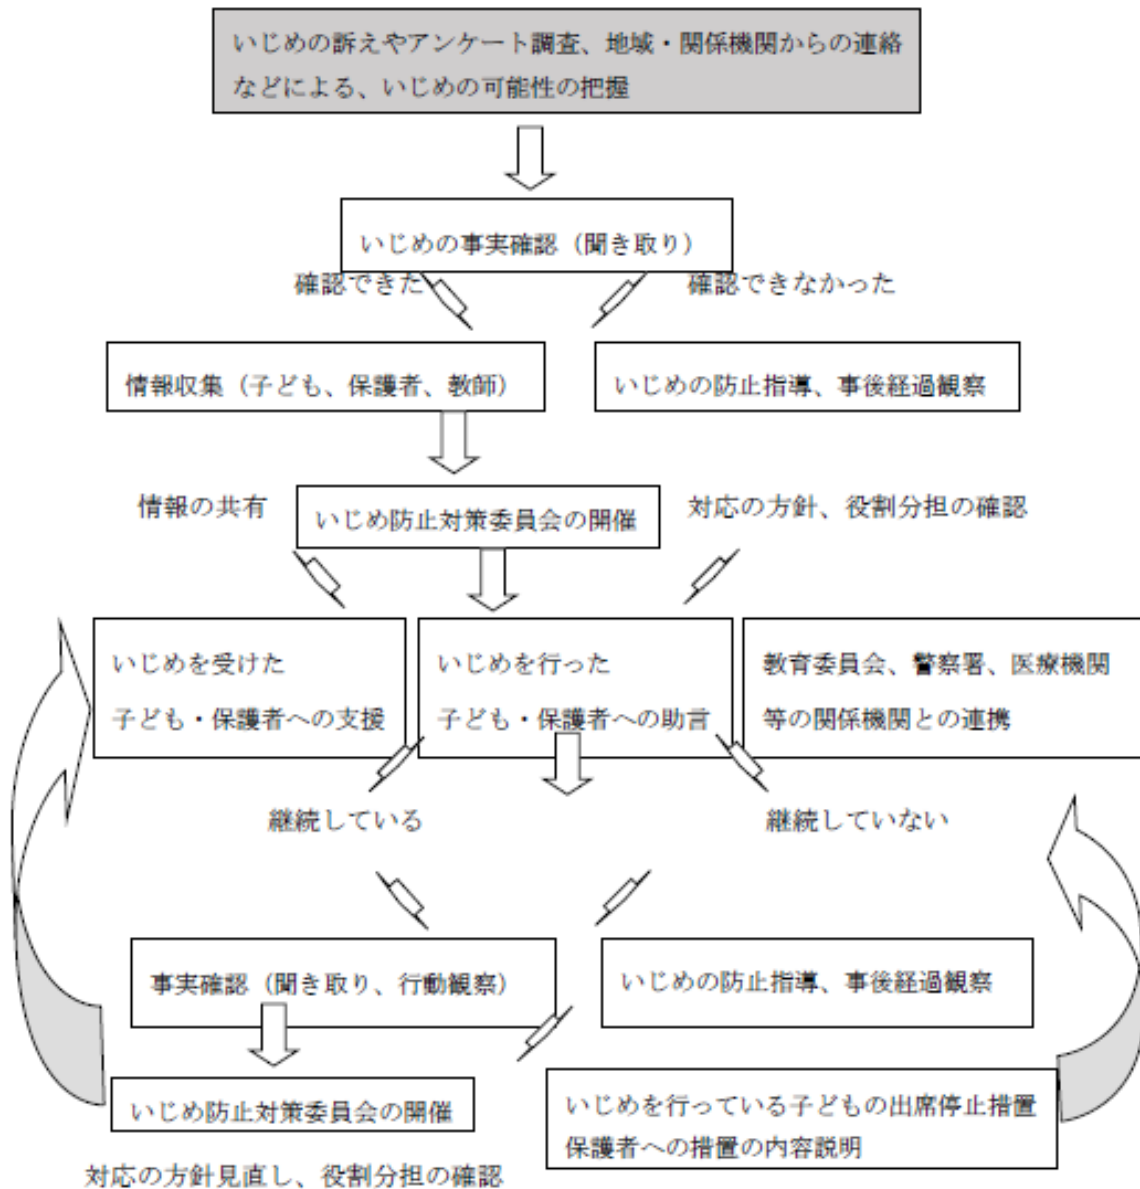 いじめの訴えやアンケート調査、地域・関係機関からの連絡
などによる、いじめの可能性の把握
いじめの事実確認（聞き取り）
確認できた
確認できなかった
情報収集（子ども、保護者、教師）
いじめの防止指導、事後経過観察
情報の共有
いじめ防止対策委員会の開催
対応の方針、役割分担の確認
いじめを受けた
子ども・保護者への支援
いじめを行った
子ども・保護者への助言
教育委員会、警察署、医療機関
等の関係機関との連携
継続している
継続していない
事実確認（聞き取り、行動観察）
いじめの防止指導、事後経過観察
いじめ防止対策委員会の開催
いじめを行っている子どもの出席停止措置
保護者への措置の内容説明
対応の方針見直し、役割分担の確認